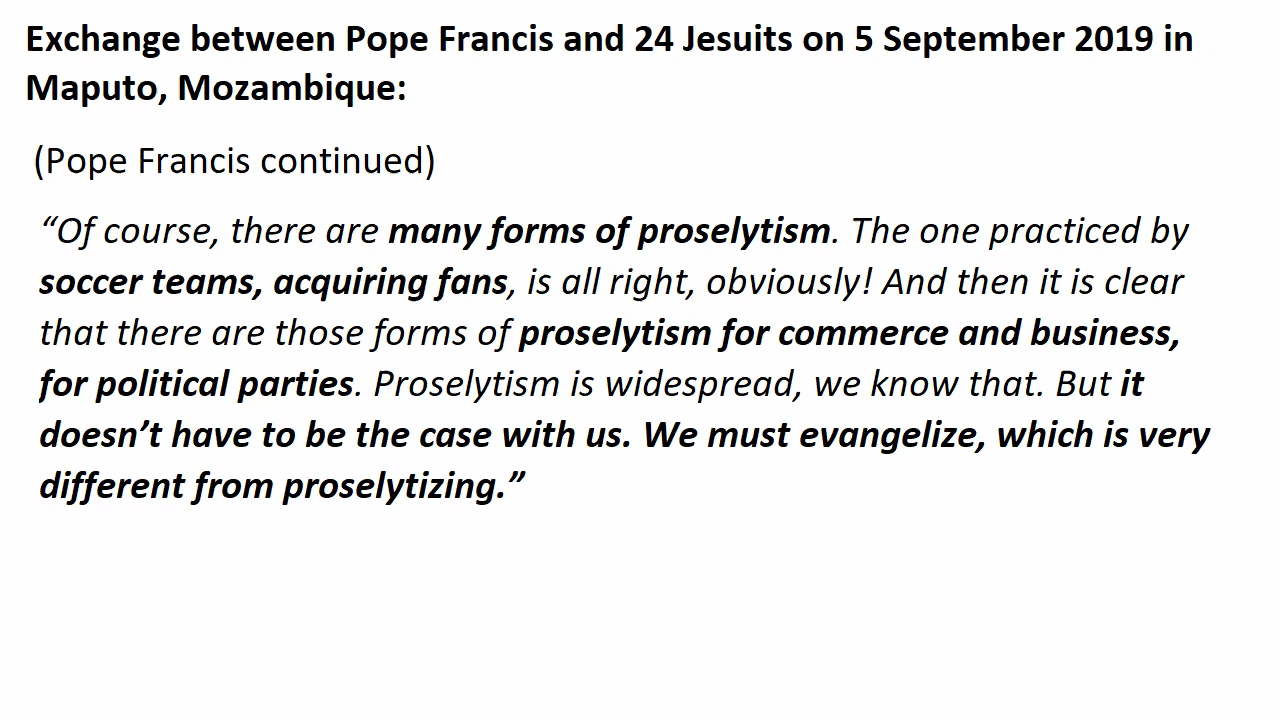 Exchange between Pope Francis and 24 Jesuits on 5 September 2019 in
Maputo, Mozambique:
(Pope Francis continued)
“Of course, there are many forms of proselytism. The one practiced by
soccer teams, acquiring fans, is all right, obviously! And then it is clear
that there are those forms of proselytism for commerce and business,
for political parties. Proselytism is widespread, we know that. But it
doesn’t have to be the case with us. We must evangelize, which is very
different from proselytizing.”